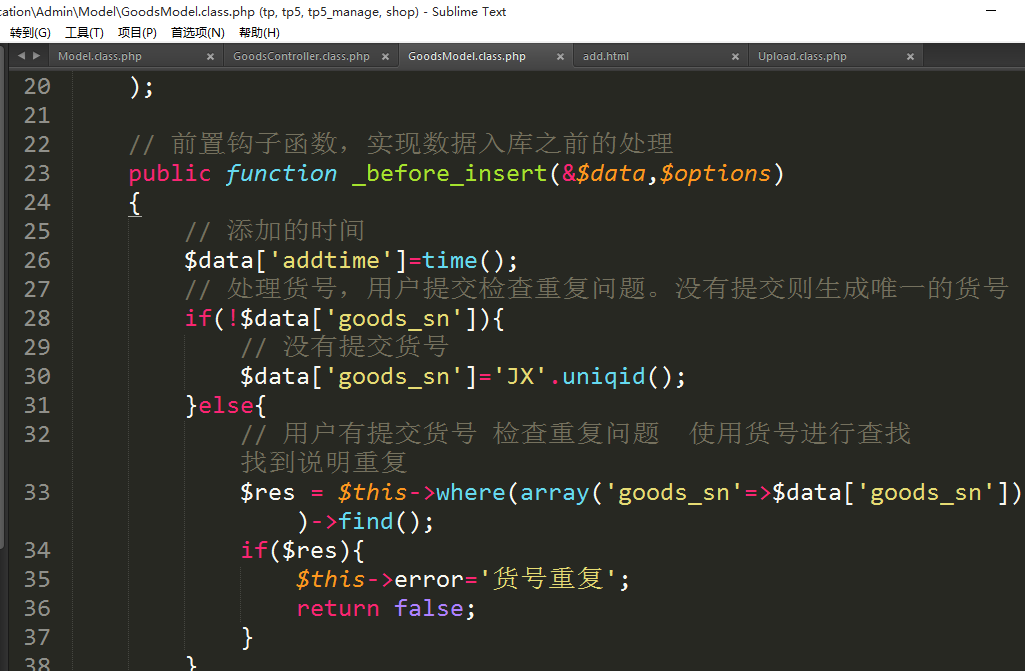 cation\Admin\Model\GoodsModel.class.php (tp, tp5, tp5_manage, shop) - Sublime Text
转到(G) 工具(T) 项目(P) 首选项(N) 帮助(H)
Model.class.php × GoodsController.class.php × GoodsModel.class.php × add.html × Upload.class.php ×
20 );
21
22 // 前置钩子函数，实现数据入库之前的处理
23 public function _before_insert(&$data,$options)
24 {
25 // 添加的时间
26 $data['addtime']=time();
27 // 处理货号，用户提交检查重复问题。没有提交则生成唯一的货号
28 if(!$data['goods_sn']){
29 // 没有提交货号
30 $data['goods_sn']='JX'.uniqid();
31 }else{
32 // 用户有提交货号 检查重复问题  使用货号进行查找
找到说明重复
33 $res = $this->where(array('goods_sn'=>$data['goods_sn'])
)->find();
34 if($res){
35 $this->error='货号重复';
36 return false;
37 }
38 }